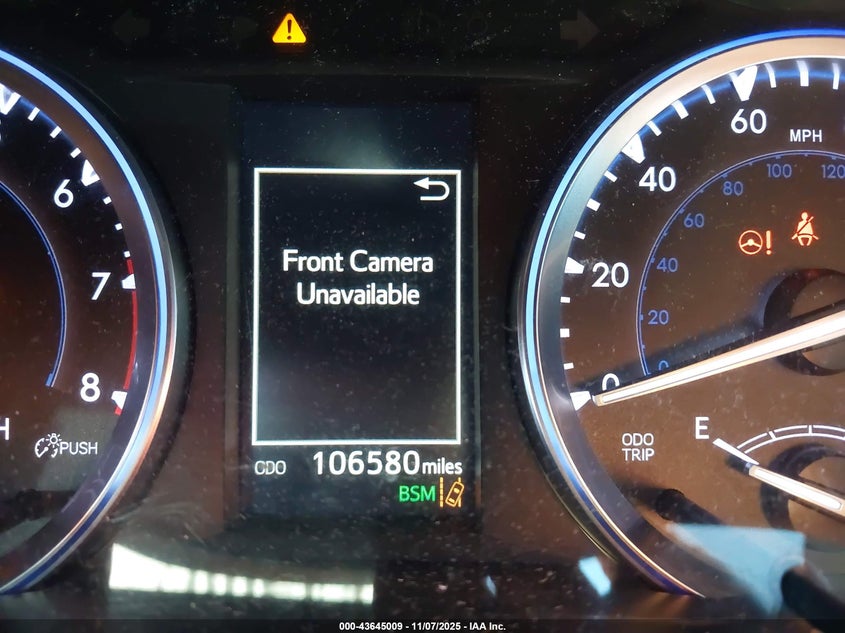 60
MPH
6
40
80
100
120
60
Front Camera
Unavailable
7
20
40
20
8
0
0
PUSH
H
ODO
TRIP
E
ODO 106580 miles
BSM
000-43645009 - 11/07/2025 - IAA Inc.